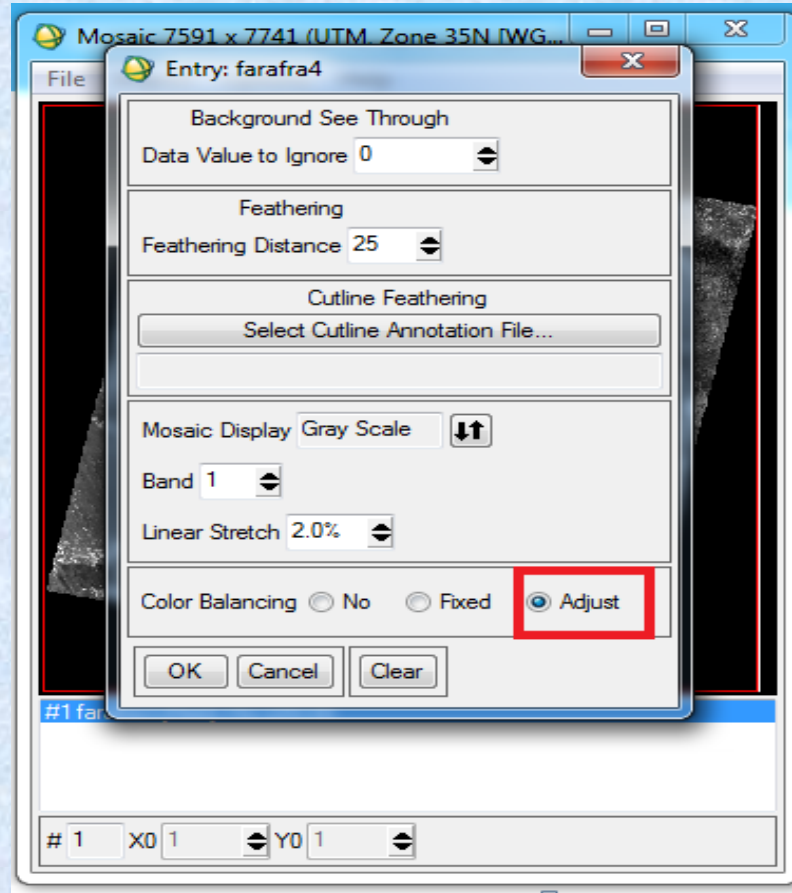 Mosaic 7591 x 7741 (UTM, Zone 35N [WG...
File
Entry: farafra4
Background See Through
Data Value to Ignore 0
Feathering
Feathering Distance 25
Cutline Feathering
Select Cutline Annotation File...
Mosaic Display Gray Scale
Band 1
Linear Stretch 2.0%
Color Balancing No Fixed Adjust
OK Cancel Clear
#1
# 1 X0 1 Y0 1